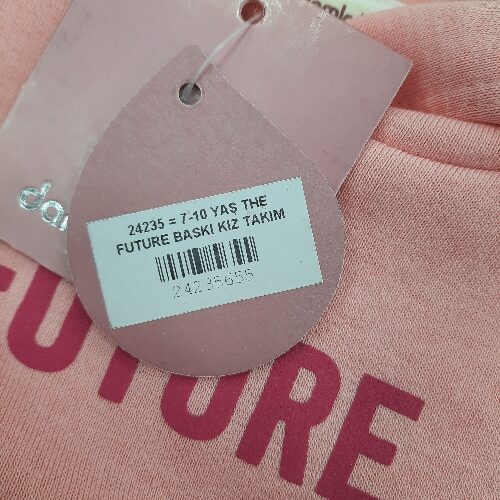 24235 = 7-10 YAŞ THE
FUTURE BASKI KIZ TAKIM
24235655
FUTURE